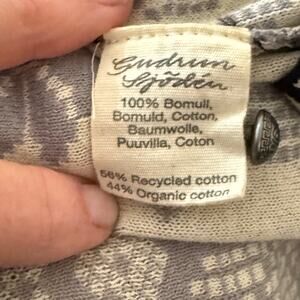 Gudrun
Sjödén
100% Bomull,
Bomuld, Cotton,
Baumwolle,
Puuvilla, Coton
56% Recycled cotton
44% Organic cotton